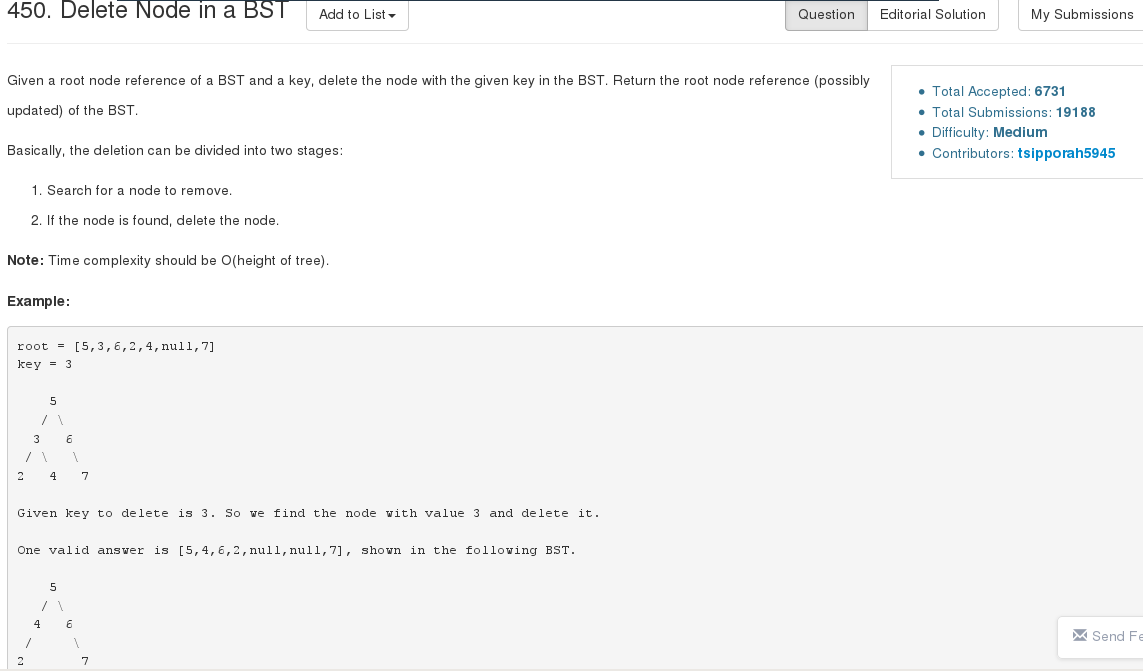 450. Delete Node in a BST
Add to List
Question
Editorial Solution
My Submissions
Given a root node reference of a BST and a key, delete the node with the given key in the BST. Return the root node reference (possibly
updated) of the BST.
Total Accepted: 6731
Total Submissions: 19188
Difficulty: Medium
Contributors: tsipporah5945
Basically, the deletion can be divided into two stages:
1. Search for a node to remove.
2. If the node is found, delete the node.
Note: Time complexity should be O(height of tree).
Example:
root = [5,3,6,2,4,null,7]
key = 3
5
/ \
3 6
/ \ \
2 4 7
Given key to delete is 3. So we find the node with value 3 and delete it.
One valid answer is [5,4,6,2,null,null,7], shown in the following BST.
5
/ \
4 6
/ \
2 7
Send Fe